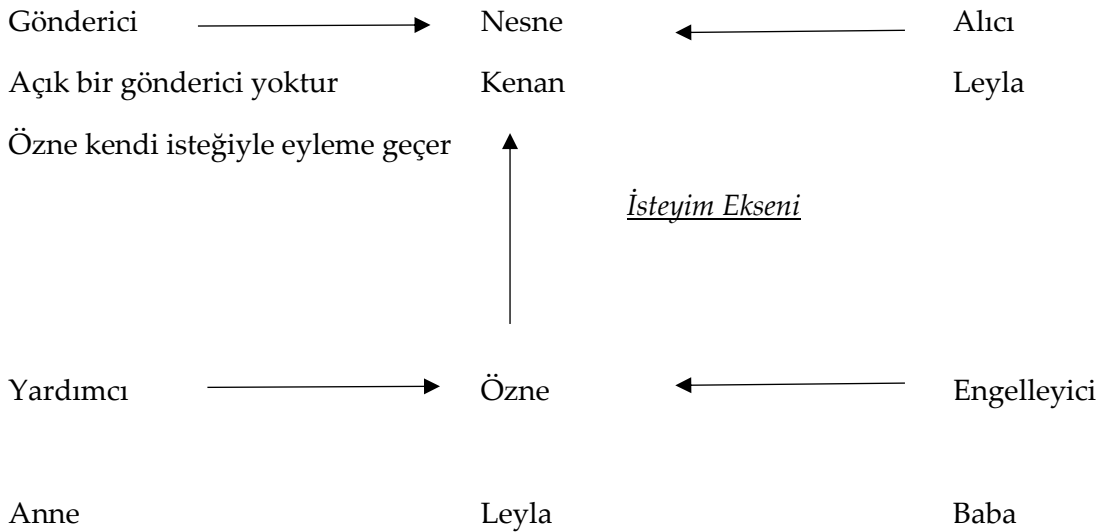 Gönderici Nesne Alıcı
Açık bir gönderici yoktur Kenan Leyla
Özne kendi isteğiyle eyleme geçer
İsteyim Ekseni
Yardımcı Özne Engelleyici
Anne Leyla Baba